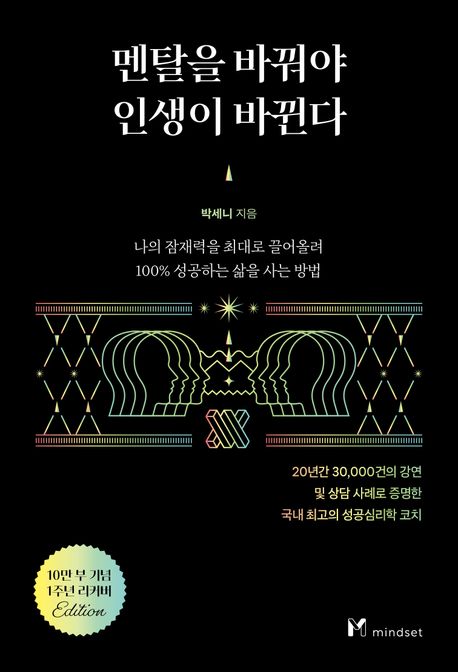 멘탈을 바꿔야
인생이 바뀐다
박세니 지음
나의 잠재력을 최대로 끌어올려
100% 성공하는 삶을 사는 방법
20년간 30,000건의 강연
및 상담 사례로 증명한
국내 최고의 성공심리학 코치
10만 부 기념
1주년 리커버
Edition
mindset